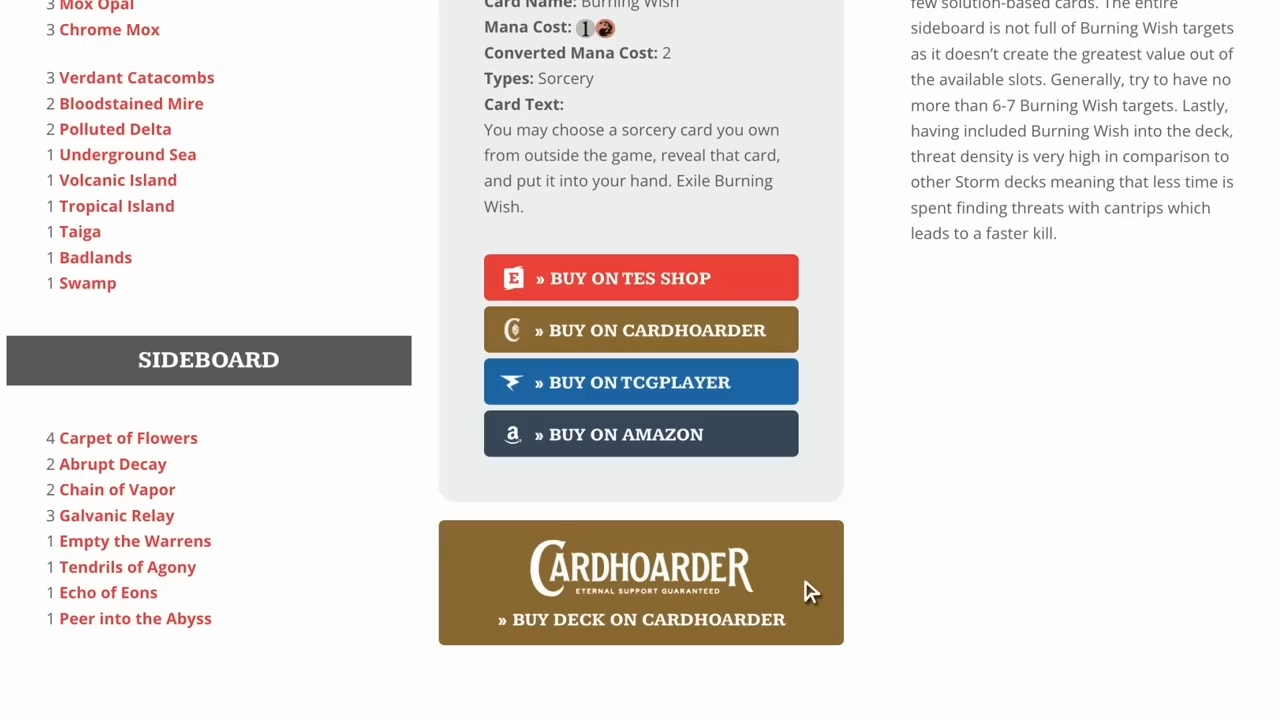 3 Mox Opal
3 Chrome Mox
3 Verdant Catacombs
2 Bloodstained Mire
2 Polluted Delta
1 Underground Sea
1 Volcanic Island
1 Tropical Island
1 Taiga
1 Badlands
1 Swamp
SIDEBOARD
4 Carpet of Flowers
2 Abrupt Decay
2 Chain of Vapor
3 Galvanic Relay
1 Empty the Warrens
1 Tendrils of Agony
1 Echo of Eons
1 Peer into the Abyss
Card Name: Burning Wish
Mana Cost: 1
Converted Mana Cost: 2
Types: Sorcery
Card Text:
You may choose a sorcery card you own
from outside the game, reveal that card,
and put it into your hand. Exile Burning
Wish.
E » BUY ON TES SHOP
» BUY ON CARDHOARDER
» BUY ON TCGPLAYER
a » BUY ON AMAZON
CARDHOARDER
ETERNAL SUPPORT GUARANTEED
» BUY DECK ON CARDHOARDER
few solution-based cards. The entire
sideboard is not full of Burning Wish targets
as it doesn’t create the greatest value out of
the available slots. Generally, try to have no
more than 6-7 Burning Wish targets. Lastly,
having included Burning Wish into the deck,
threat density is very high in comparison to
other Storm decks meaning that less time is
spent finding threats with cantrips which
leads to a faster kill.